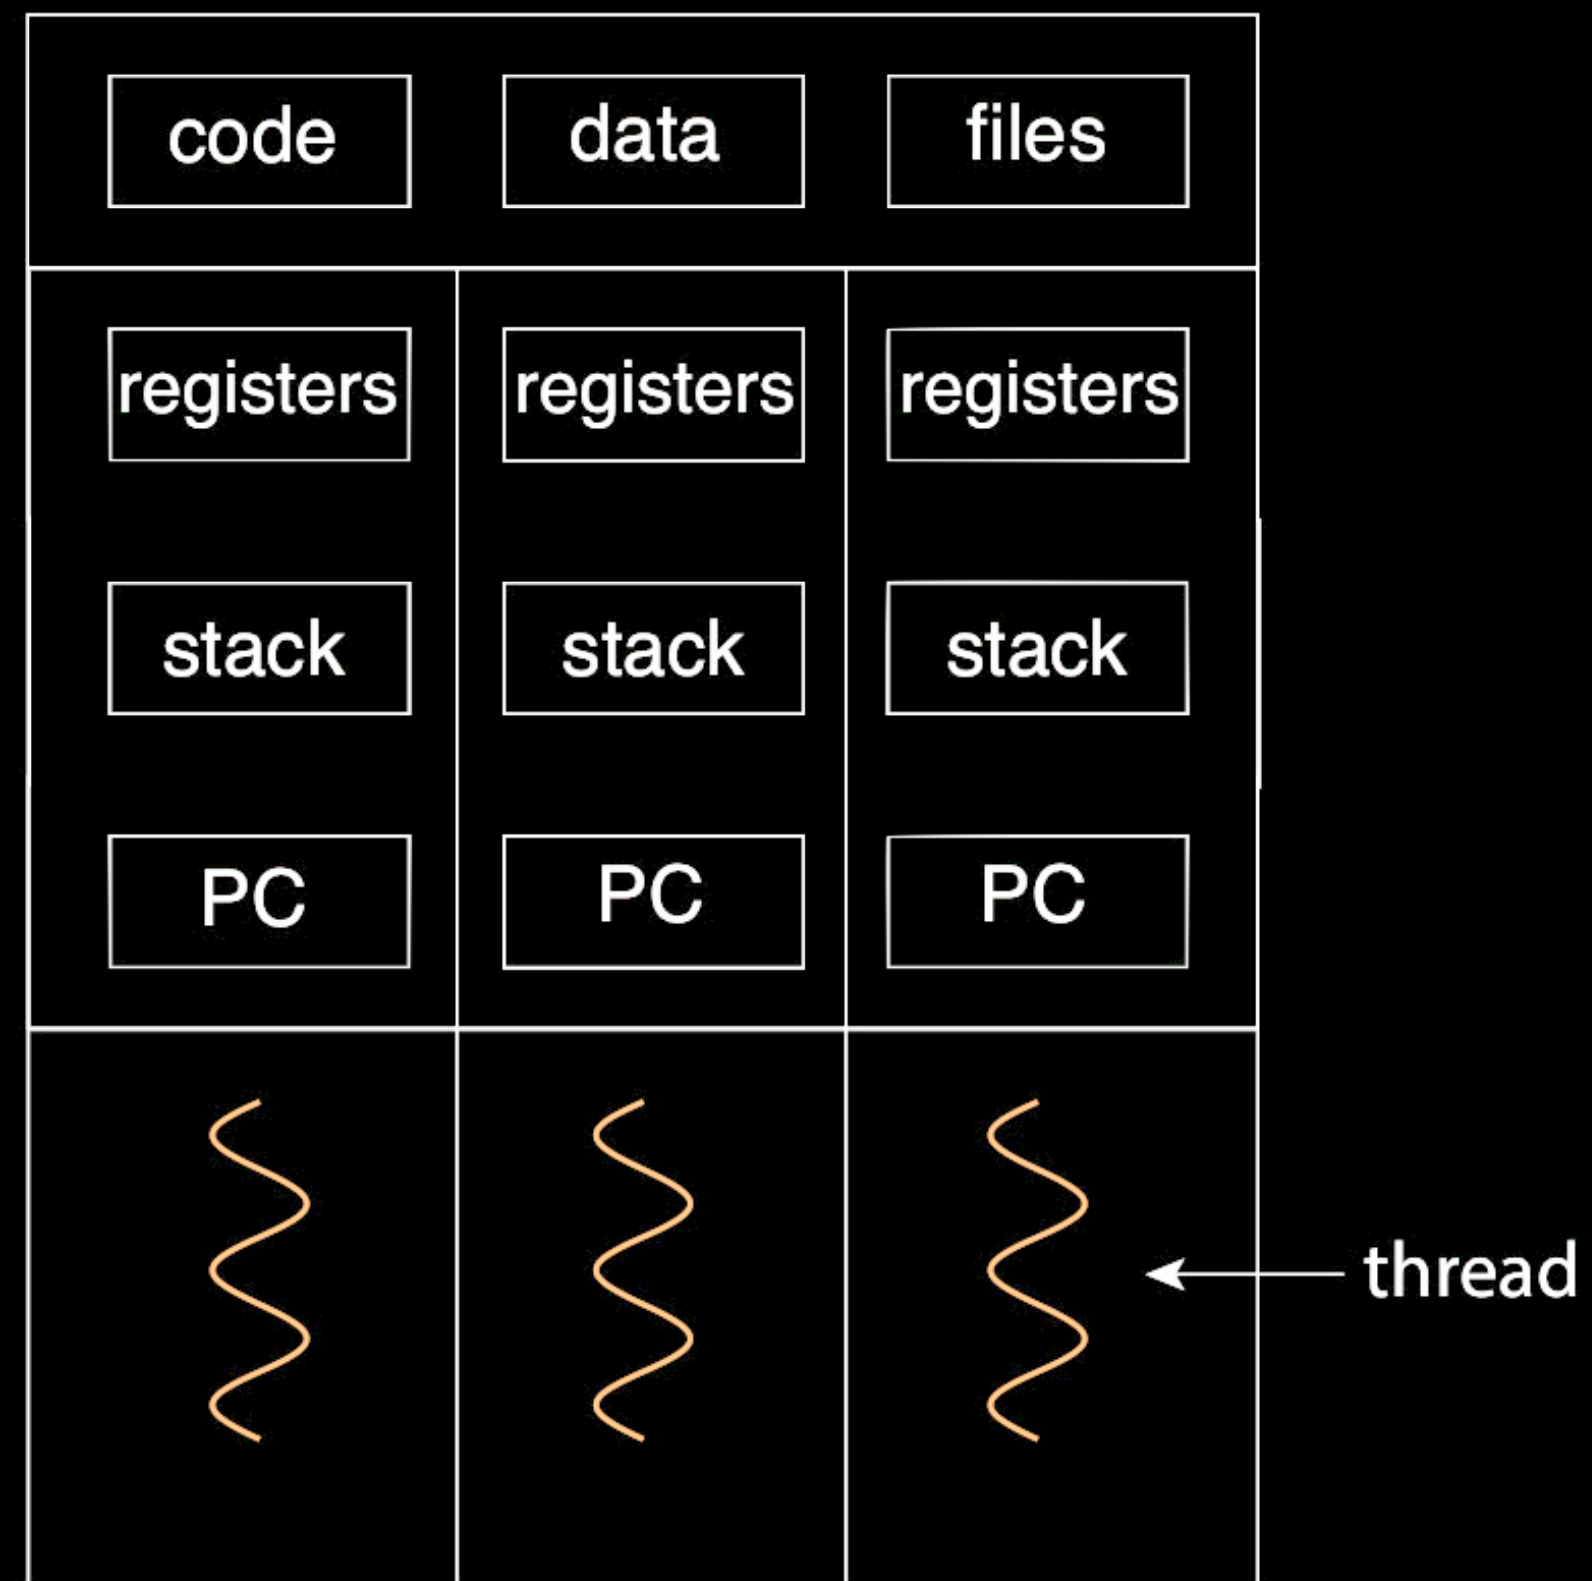 code data files
registers registers registers
stack stack stack
PC PC PC
thread